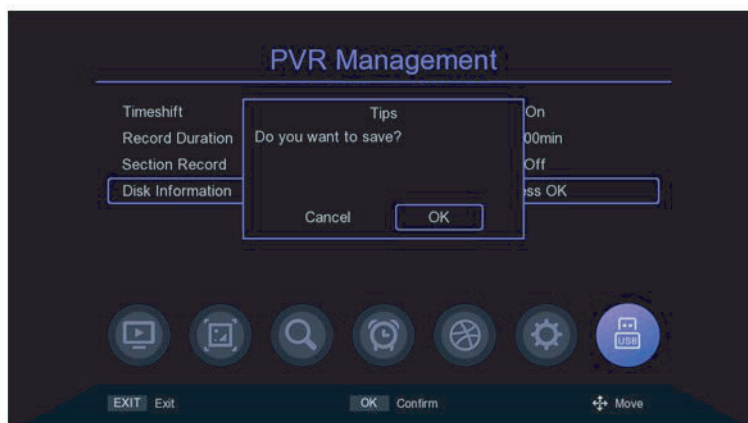 PVR Management
Timeshift
On
Record Duration
00min
Section Record
Off
Disk Information
ss OK
Tips
Do you want to save?
Cancel
OK
USB
EXIT Exit
OK Confirm
Move